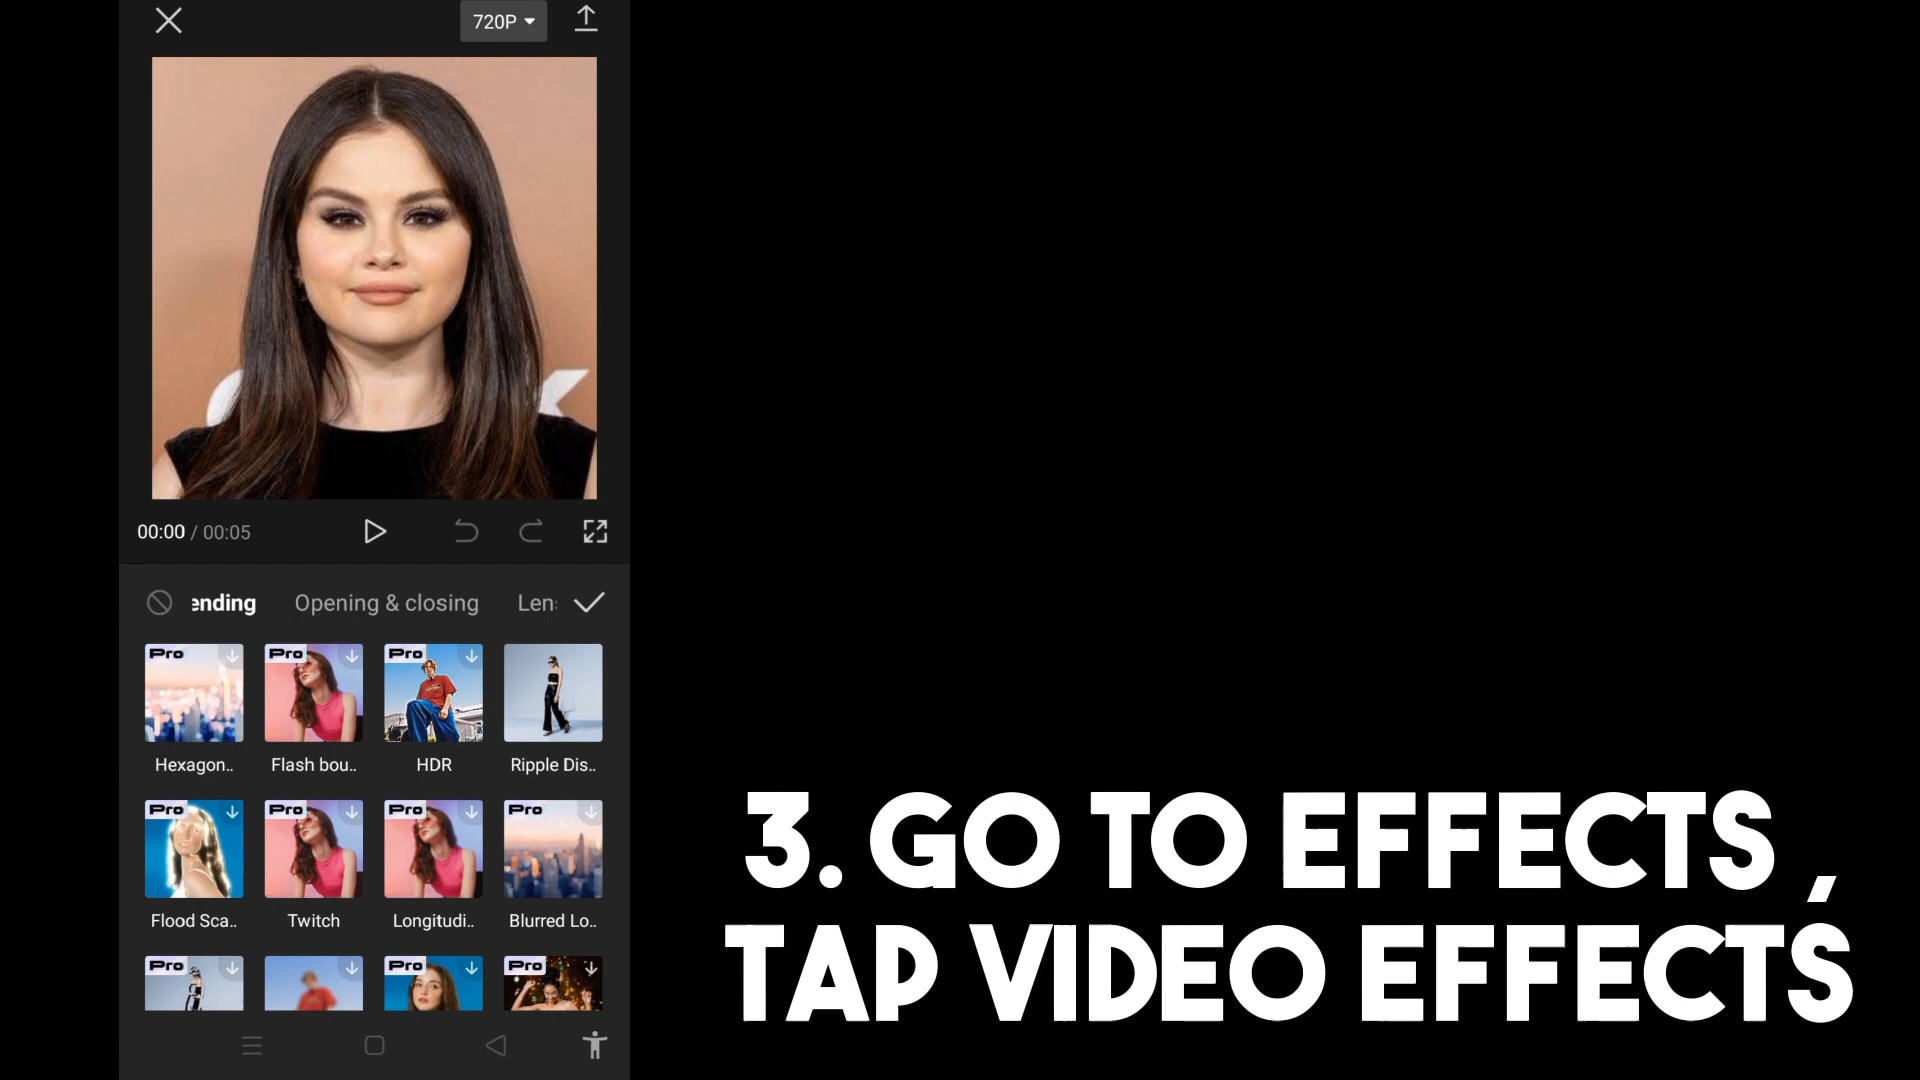 720P
00:00 / 00:05
ending Opening & closing Len
Pro Pro Pro
Hexagon.. Flash bou.. HDR Ripple Dis..
Pro Pro Pro Pro
Flood Sca.. Twitch Longitudi.. Blurred Lo..
Pro Pro Pro
3. GO TO EFFECTS ,
TAP VIDEO EFFECTS